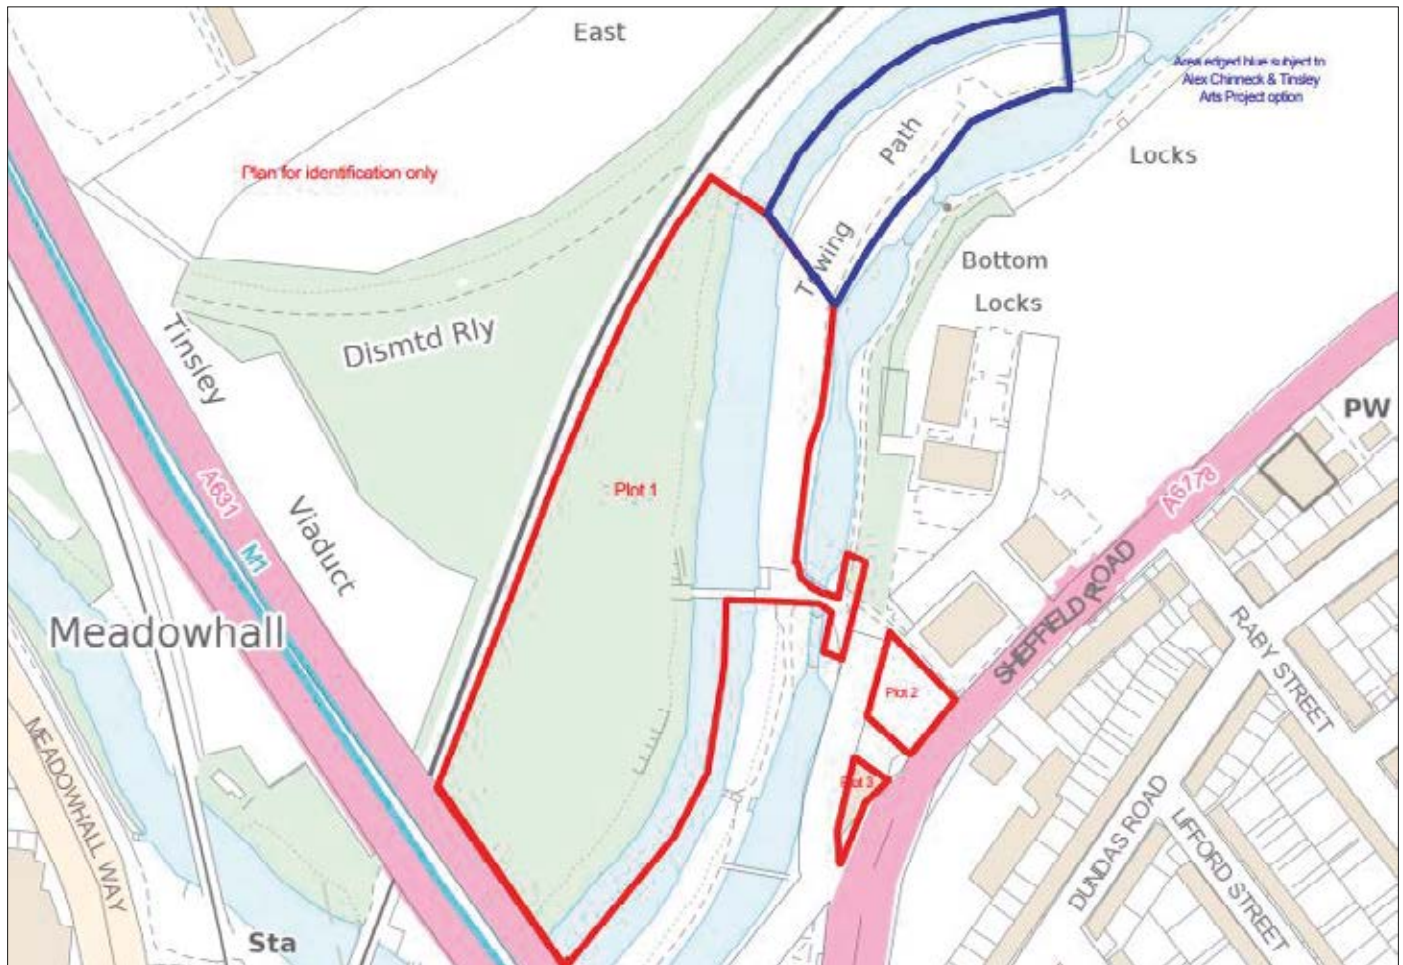 East
Area edged blue subject to
Alex Chinneck & Tinsley
Arts Project option
Plan for identification only
Towing Path
Locks
Bottom
Locks
Dismtd Rly
Tinsley
Viaduct
A631
M1
Plot 1
PW
A6178
SHEFFIELD ROAD
Meadowhall
RABY STREET
Plot 2
Plot 3
MEADOWHALL WAY
DUNDAS ROAD
LIFFORD STREET
Sta